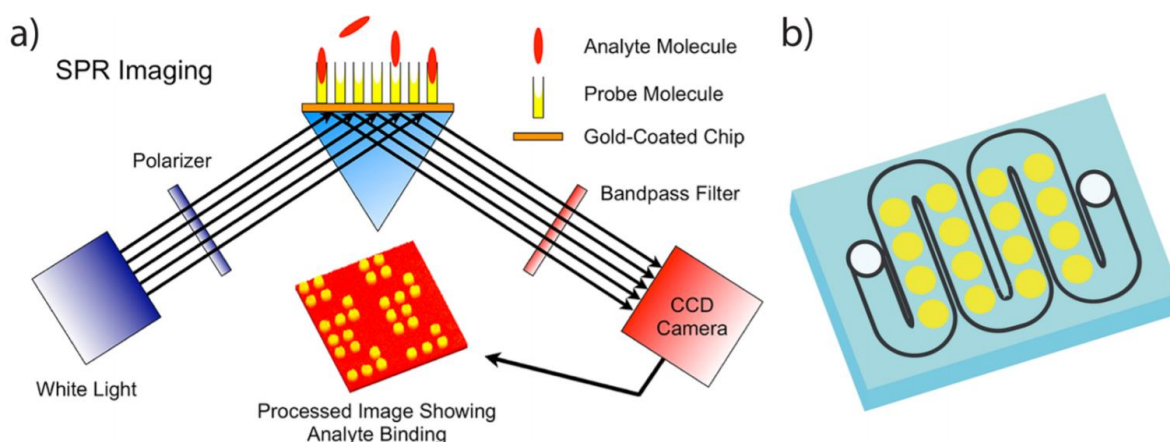 a)
SPR Imaging
Analyte Molecule
Probe Molecule
Gold-Coated Chip
Polarizer
Bandpass Filter
CCD
Camera
White Light
Processed Image Showing
Analyte Binding
b)